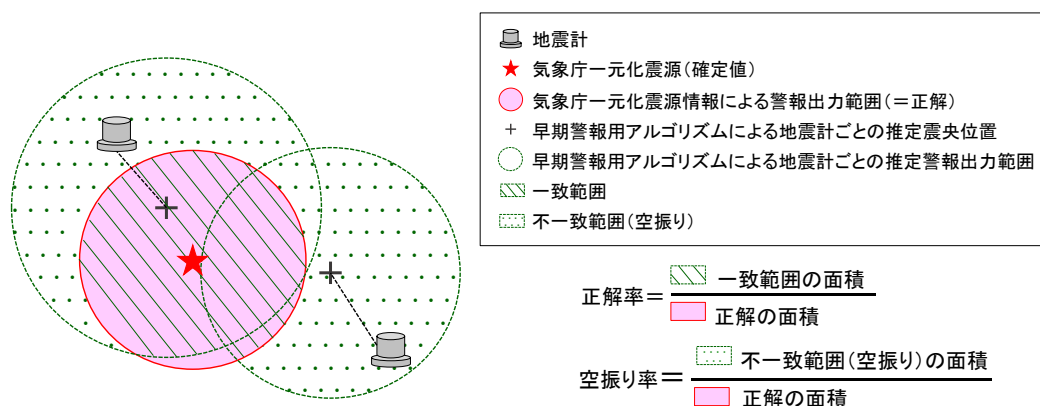 地震計
気象庁一元化震源(確定値)
気象庁一元化震源情報による警報出力範囲(=正解)
早期警報用アルゴリズムによる地震計ごとの推定震央位置
早期警報用アルゴリズムによる地震計ごとの推定警報出力範囲
一致範囲
不一致範囲(空振り)
正解率=
一致範囲の面積
正解の面積
空振り率=
不一致範囲(空振り)の面積
正解の面積